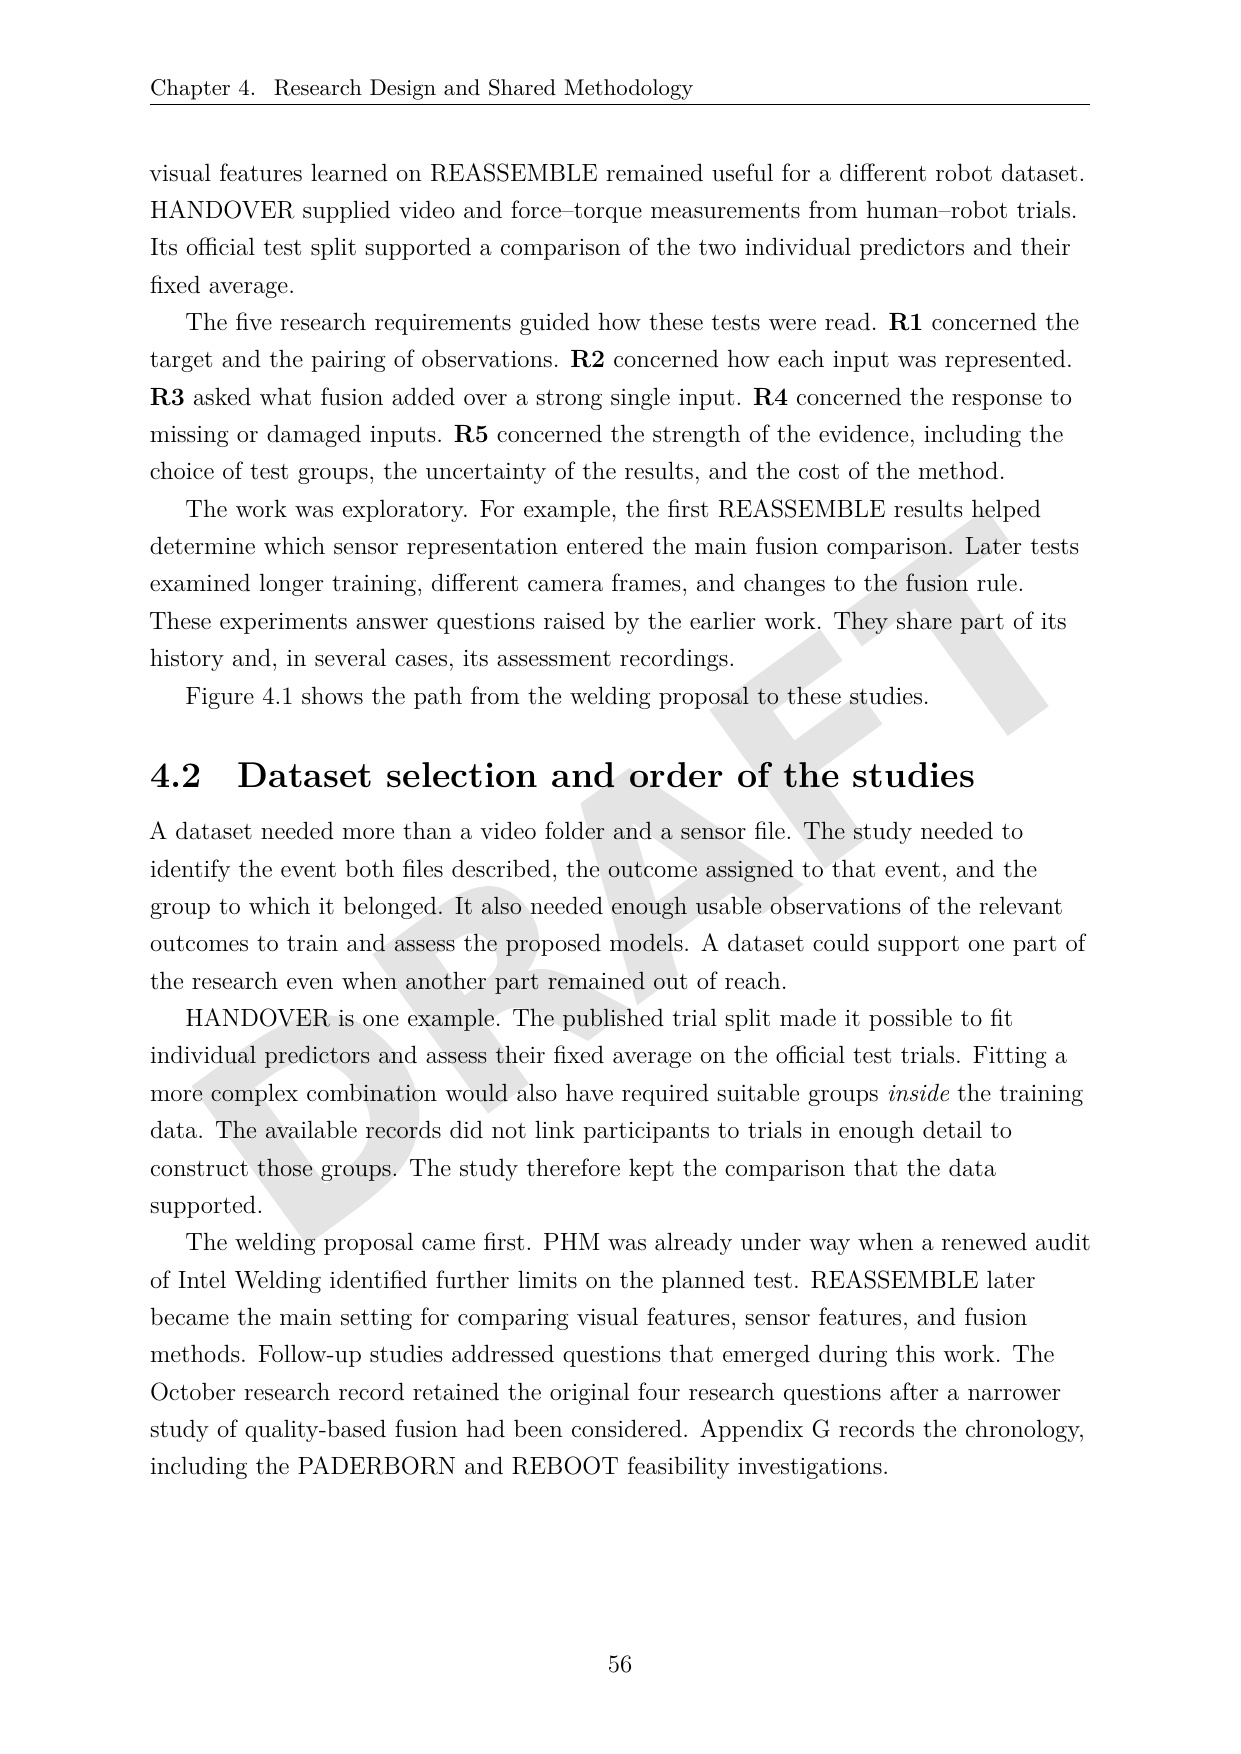 Chapter 4. Research Design and Shared Methodology
visual features learned on REASSEMBLE remained useful for a different robot dataset.
HANDOVER supplied video and force–torque measurements from human–robot trials.
Its official test split supported a comparison of the two individual predictors and their
fixed average.
The five research requirements guided how these tests were read. R1 concerned the
target and the pairing of observations. R2 concerned how each input was represented.
R3 asked what fusion added over a strong single input. R4 concerned the response to
missing or damaged inputs. R5 concerned the strength of the evidence, including the
choice of test groups, the uncertainty of the results, and the cost of the method.
The work was exploratory. For example, the first REASSEMBLE results helped
determine which sensor representation entered the main fusion comparison. Later tests
examined longer training, different camera frames, and changes to the fusion rule.
These experiments answer questions raised by the earlier work. They share part of its
history and, in several cases, its assessment recordings.
Figure 4.1 shows the path from the welding proposal to these studies.
4.2 Dataset selection and order of the studies
A dataset needed more than a video folder and a sensor file. The study needed to
identify the event both files described, the outcome assigned to that event, and the
group to which it belonged. It also needed enough usable observations of the relevant
outcomes to train and assess the proposed models. A dataset could support one part of
the research even when another part remained out of reach.
HANDOVER is one example. The published trial split made it possible to fit
individual predictors and assess their fixed average on the official test trials. Fitting a
more complex combination would also have required suitable groups inside the training
data. The available records did not link participants to trials in enough detail to
construct those groups. The study therefore kept the comparison that the data
supported.
The welding proposal came first. PHM was already under way when a renewed audit
of Intel Welding identified further limits on the planned test. REASSEMBLE later
became the main setting for comparing visual features, sensor features, and fusion
methods. Follow-up studies addressed questions that emerged during this work. The
October research record retained the original four research questions after a narrower
study of quality-based fusion had been considered. Appendix G records the chronology,
including the PADERBORN and REBOOT feasibility investigations.
56
DRAFT